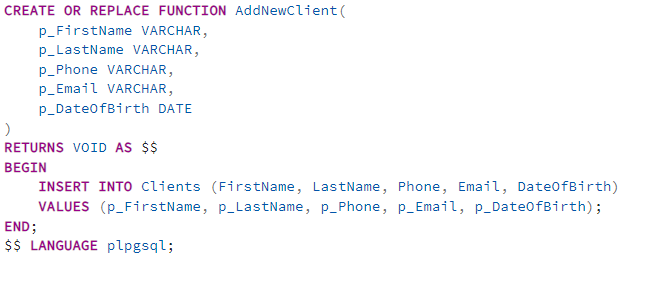 CREATE OR REPLACE FUNCTION AddNewClient(
    p_FirstName VARCHAR,
    p_LastName VARCHAR,
    p_Phone VARCHAR,
    p_Email VARCHAR,
    p_DateOfBirth DATE
)
RETURNS VOID AS $$
BEGIN
    INSERT INTO Clients (FirstName, LastName, Phone, Email, DateOfBirth)
    VALUES (p_FirstName, p_LastName, p_Phone, p_Email, p_DateOfBirth);
END;
$$ LANGUAGE plpgsql;